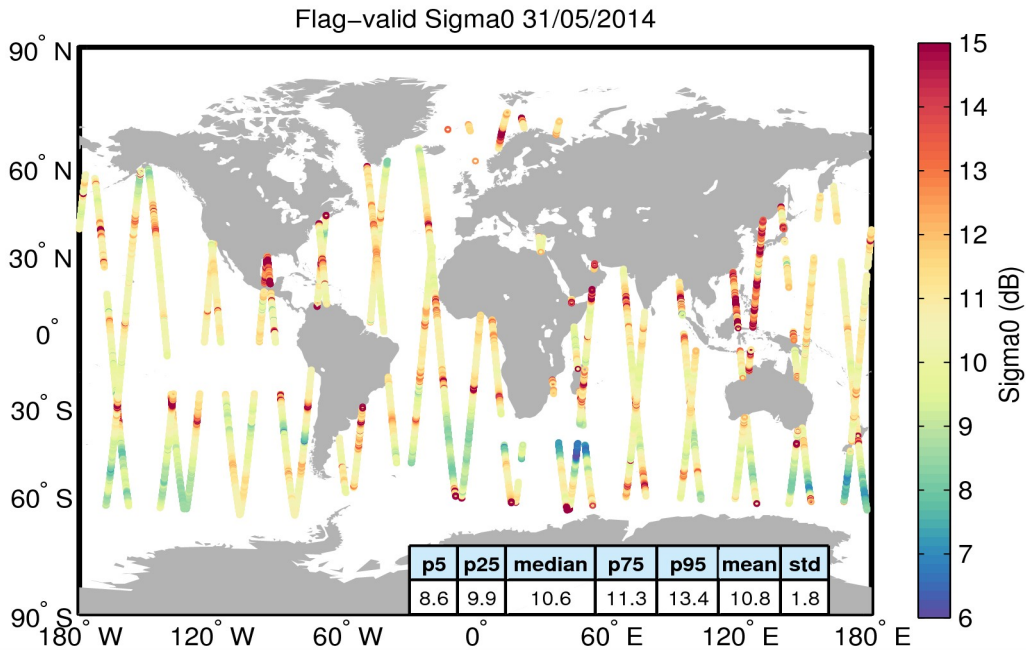 Flag−valid Sigma0 31/05/2014
90° N
60° N
30° N
0°
30° S
60° S
90° S
180° W
120° W
60° W
0°
60° E
120° E
180° E
15
14
13
12
11
10
9
8
7
6
Sigma0 (dB)
p5 p25 median p75 p95 mean std
8.6 9.9 10.6 11.3 13.4 10.8 1.8